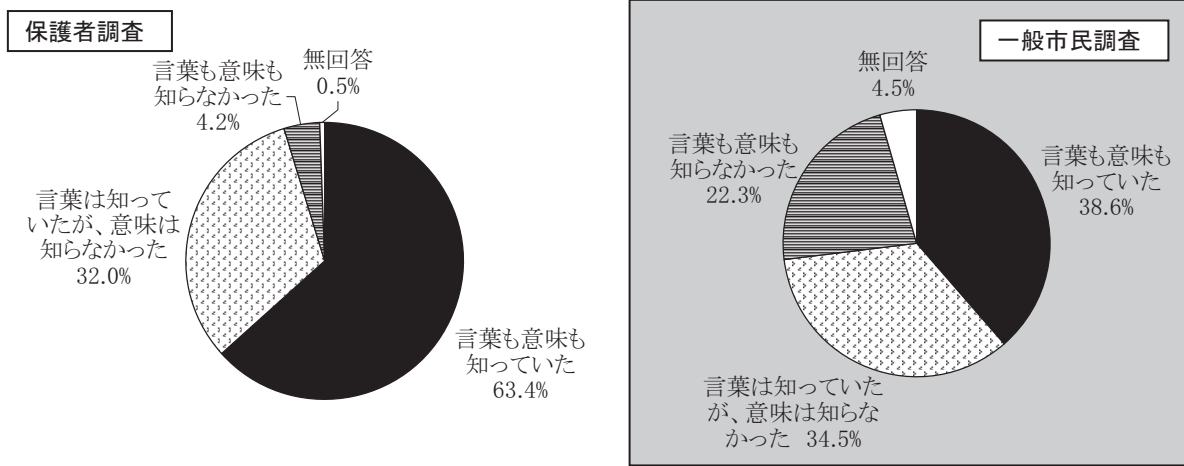 保護者調査
無回答
0.5%
言葉も意味も
知らなかった
4.2%
言葉は知って
いたが、意味は
知らなかった
32.0%
言葉も意味も
知っていた
63.4%
一般市民調査
無回答
4.5%
言葉も意味も
知らなかった
22.3%
言葉も意味も
知っていた
38.6%
言葉は知っていた
が、意味は知らな
かった 34.5%